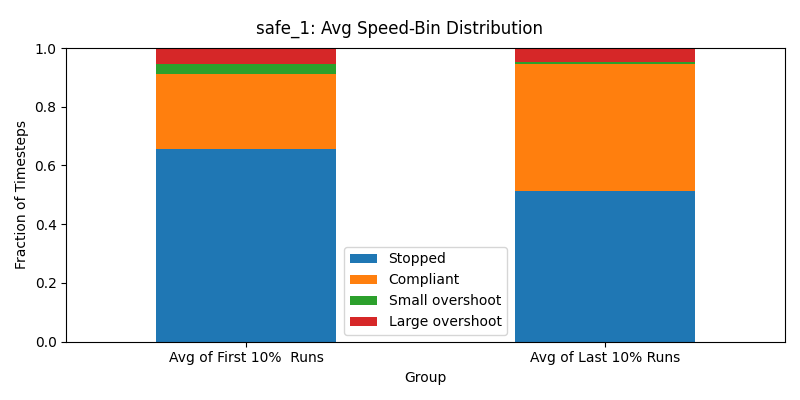 safe_1: Avg Speed-Bin Distribution
Fraction of Timesteps
1.0
0.8
0.6
0.4
0.2
0.0
Stopped
Compliant
Small overshoot
Large overshoot
Avg of First 10%  Runs
Avg of Last 10% Runs
Group